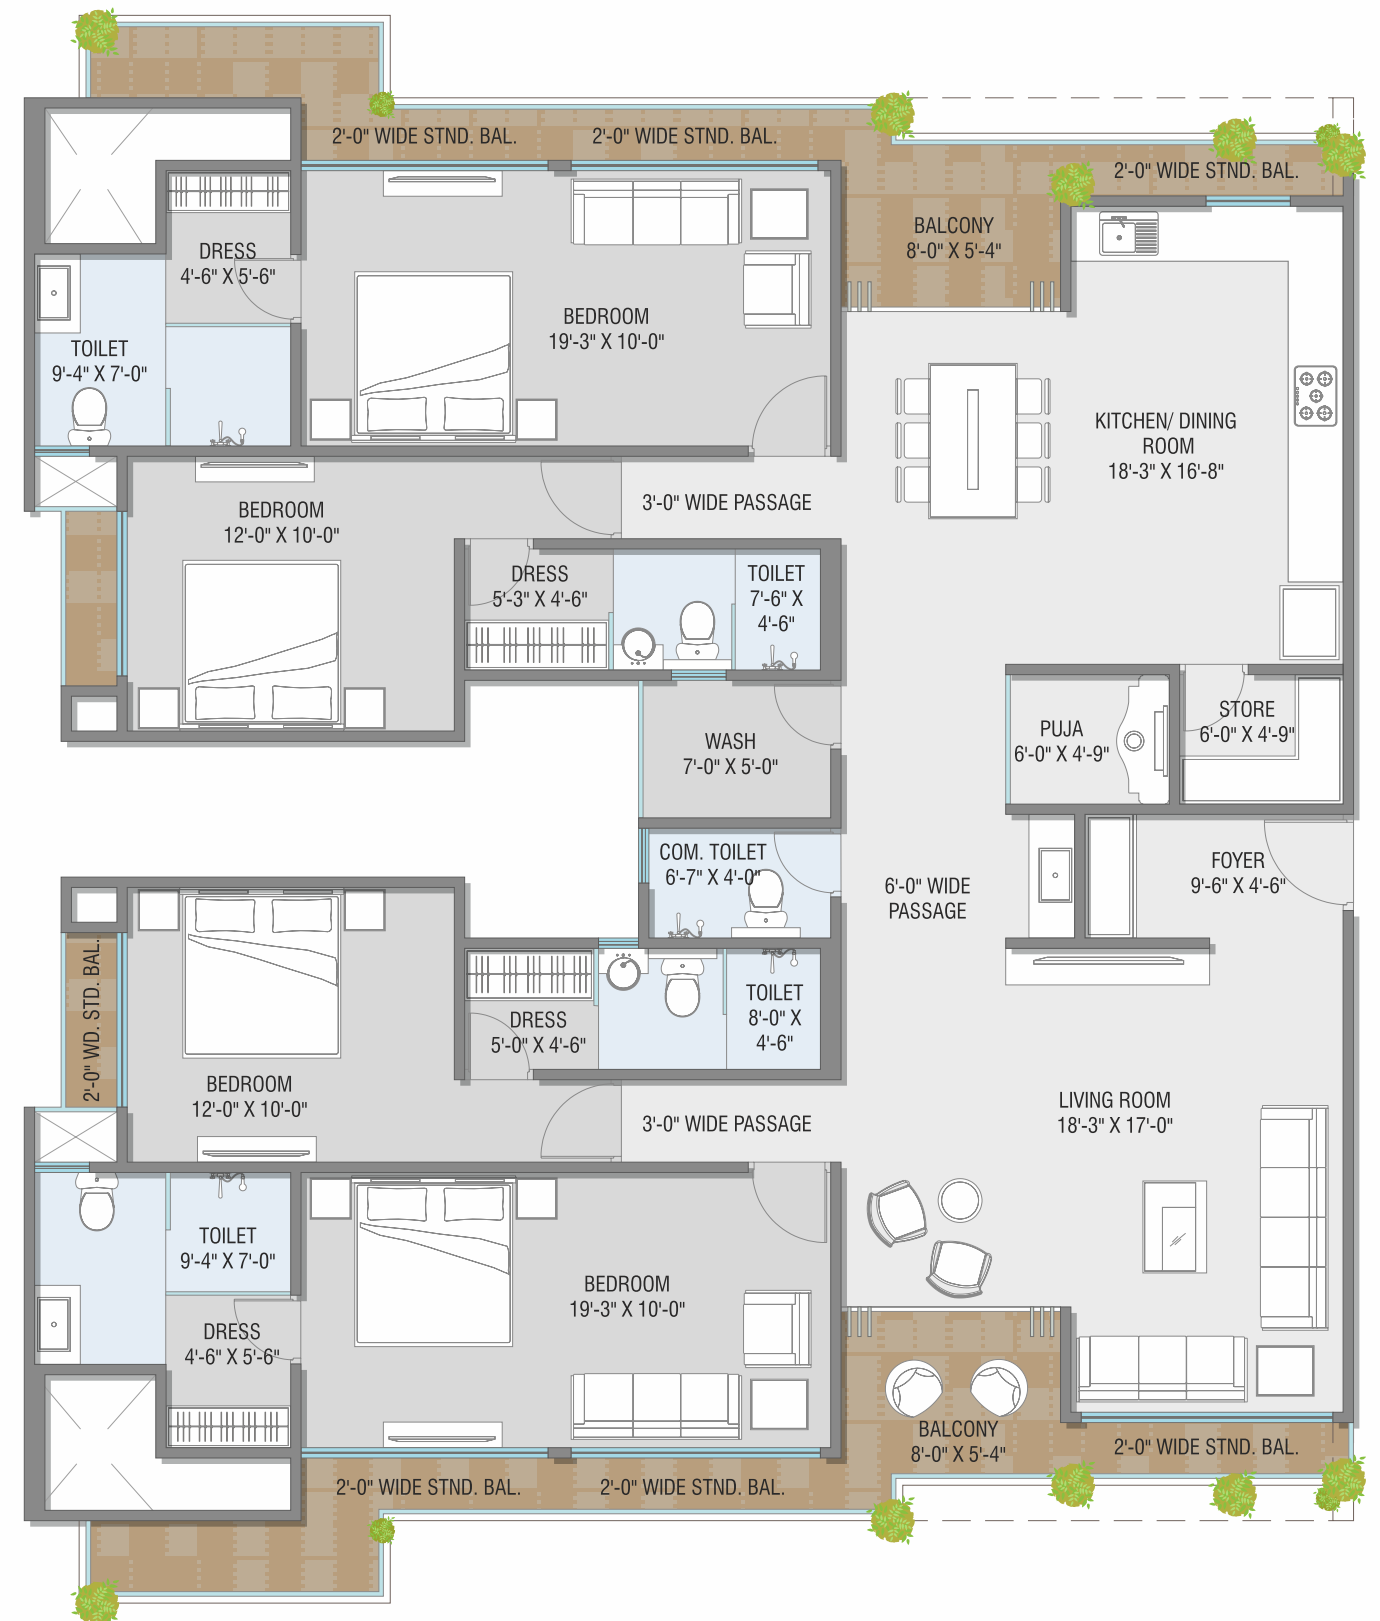 2'-0" WIDE STND. BAL.
2'-0" WIDE STND. BAL.
2'-0" WIDE STND. BAL.
BALCONY
8'-0" X 5'-4"
DRESS
4'-6" X 5'-6"
BEDROOM
19'-3" X 10'-0"
TOILET
9'-4" X 7'-0"
KITCHEN/ DINING
ROOM
18'-3" X 16'-8"
BEDROOM
12'-0" X 10'-0"
3'-0" WIDE PASSAGE
DRESS
5'-3" X 4'-6"
TOILET
7'-6" X
4'-6"
WASH
7'-0" X 5'-0"
PUJA
6'-0" X 4'-9"
STORE
6'-0" X 4'-9"
COM. TOILET
6'-7" X 4'-0"
6'-0" WIDE
PASSAGE
FOYER
9'-6" X 4'-6"
2'-0" WD. STD. BAL.
DRESS
5'-0" X 4'-6"
TOILET
8'-0" X
4'-6"
BEDROOM
12'-0" X 10'-0"
3'-0" WIDE PASSAGE
LIVING ROOM
18'-3" X 17'-0"
TOILET
9'-4" X 7'-0"
BEDROOM
19'-3" X 10'-0"
DRESS
4'-6" X 5'-6"
BALCONY
8'-0" X 5'-4"
2'-0" WIDE STND. BAL.
2'-0" WIDE STND. BAL.
2'-0" WIDE STND. BAL.